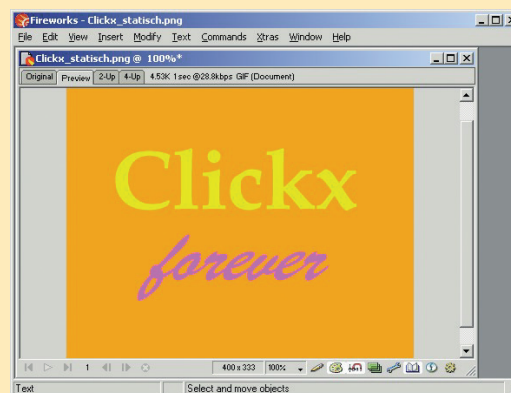 Fireworks - Clickx_statisch.png
File Edit View Insert Modify Text Commands Xtras Window Help
Clickx_statisch.png @ 100%*
Original Preview 2-Up 4-Up 4.53K 1 sec @28.8kbps GIF (Document)
Clickx
forever
1 400 x 333 100%
Text Select and move objects